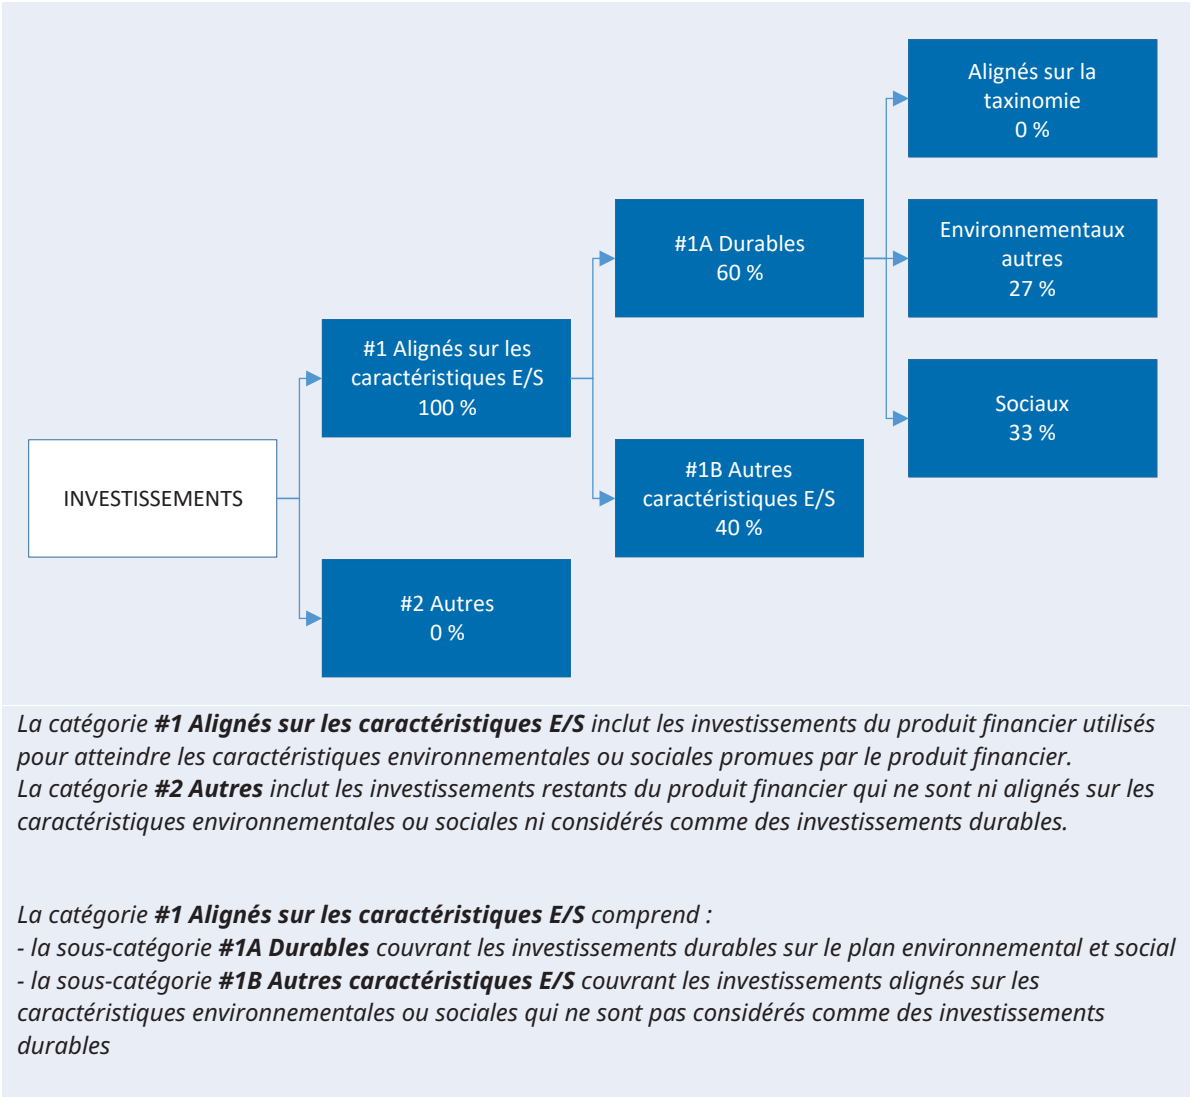 Alignés sur la
taxinomie
0 %
#1A Durables
60 %
Environnementaux
autres
27 %
#1 Alignés sur les
caractéristiques E/S
100 %
Sociaux
33 %
INVESTISSEMENTS
#1B Autres
caractéristiques E/S
40 %
#2 Autres
0 %
La catégorie #1 Alignés sur les caractéristiques E/S inclut les investissements du produit financier utilisés
pour atteindre les caractéristiques environnementales ou sociales promues par le produit financier.
La catégorie #2 Autres inclut les investissements restants du produit financier qui ne sont ni alignés sur les
caractéristiques environnementales ou sociales ni considérés comme des investissements durables.
La catégorie #1 Alignés sur les caractéristiques E/S comprend :
- la sous-catégorie #1A Durables couvrant les investissements durables sur le plan environnemental et social
- la sous-catégorie #1B Autres caractéristiques E/S couvrant les investissements alignés sur les
caractéristiques environnementales ou sociales qui ne sont pas considérés comme des investissements
durables